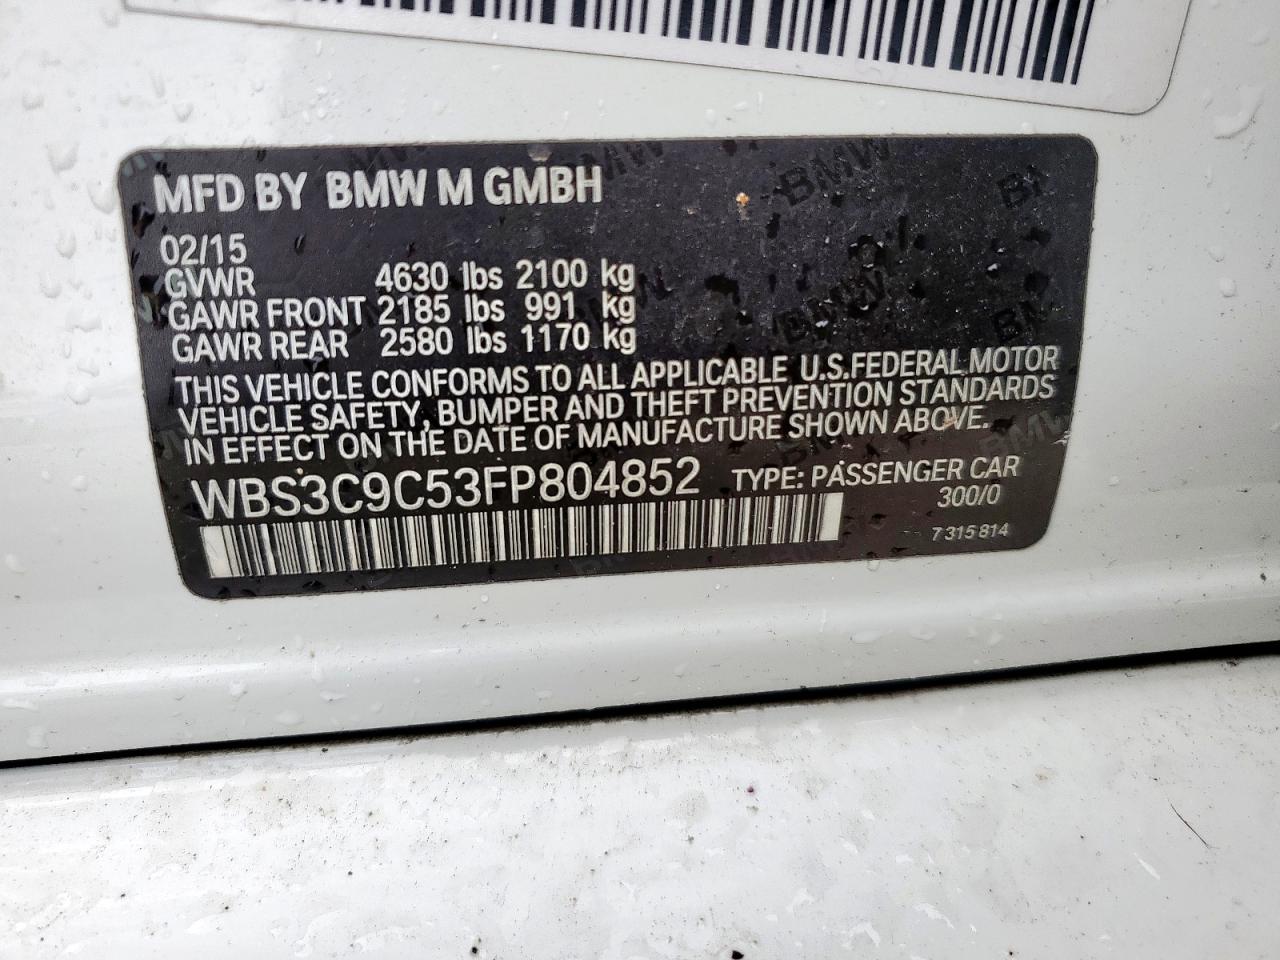 MFD BY BMW M GMBH
02/15
GVWR 4630 lbs 2100 kg
GAWR FRONT 2185 lbs 991 kg
GAWR REAR 2580 lbs 1170 kg
THIS VEHICLE CONFORMS TO ALL APPLICABLE U.S.FEDERAL MOTOR
VEHICLE SAFETY, BUMPER AND THEFT PREVENTION STANDARDS
IN EFFECT ON THE DATE OF MANUFACTURE SHOWN ABOVE.
WBS3C9C53FP804852 TYPE: PASSENGER CAR
300/0
7 315 814